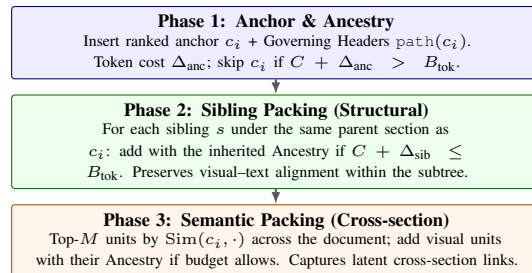 Phase 1: Anchor & Ancestry
Insert ranked anchor c_i + Governing Headers path(c_i).
Token cost Δ_anc; skip c_i if C + Δ_anc > B_tok.
Phase 2: Sibling Packing (Structural)
For each sibling s under the same parent section as
c_i: add with the inherited Ancestry if C + Δ_sib ≤
B_tok. Preserves visual–text alignment within the subtree.
Phase 3: Semantic Packing (Cross-section)
Top-M units by Sim(c_i, ·) across the document; add visual units
with their Ancestry if budget allows. Captures latent cross-section links.